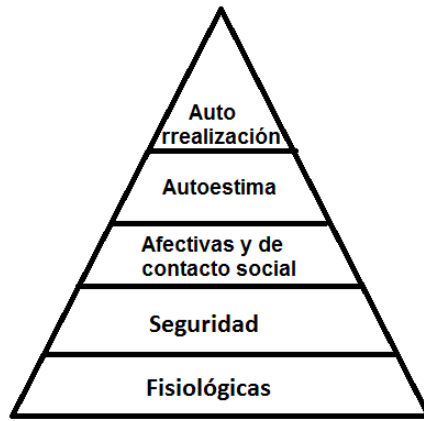 Auto
rrealización
Autoestima
Afectivas y de
contacto social
Seguridad
Fisiológicas